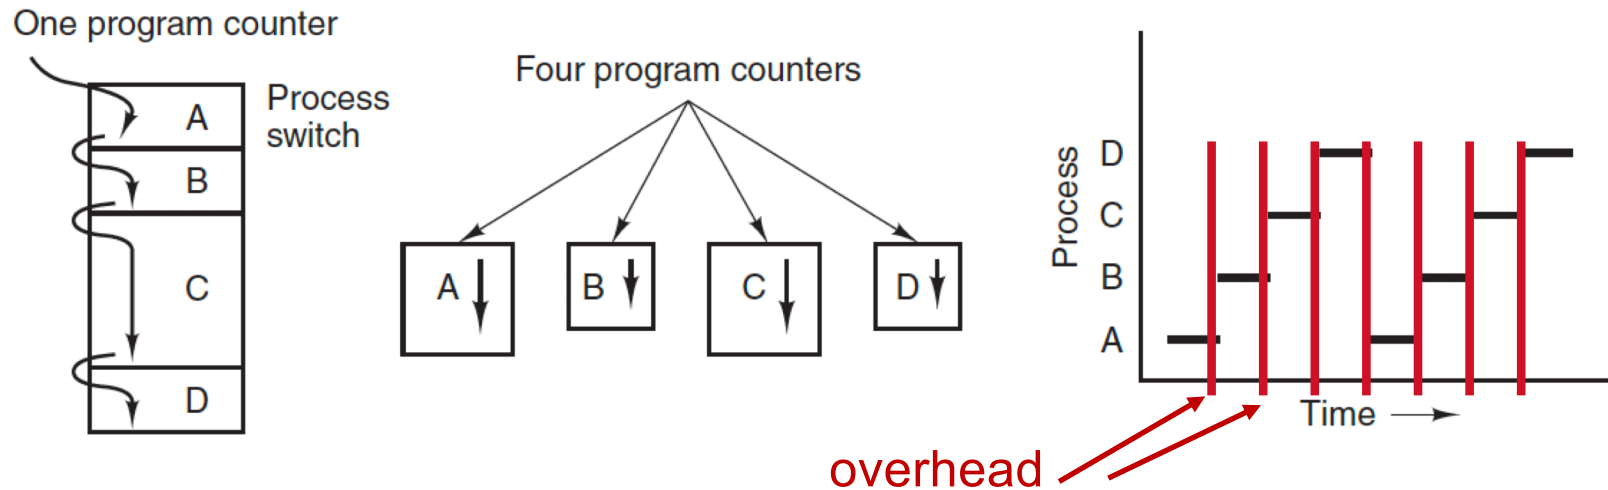 One program counter
A
Process
switch
B
C
D
Four program counters
A
B
C
D
Process
D
C
B
A
Time
overhead